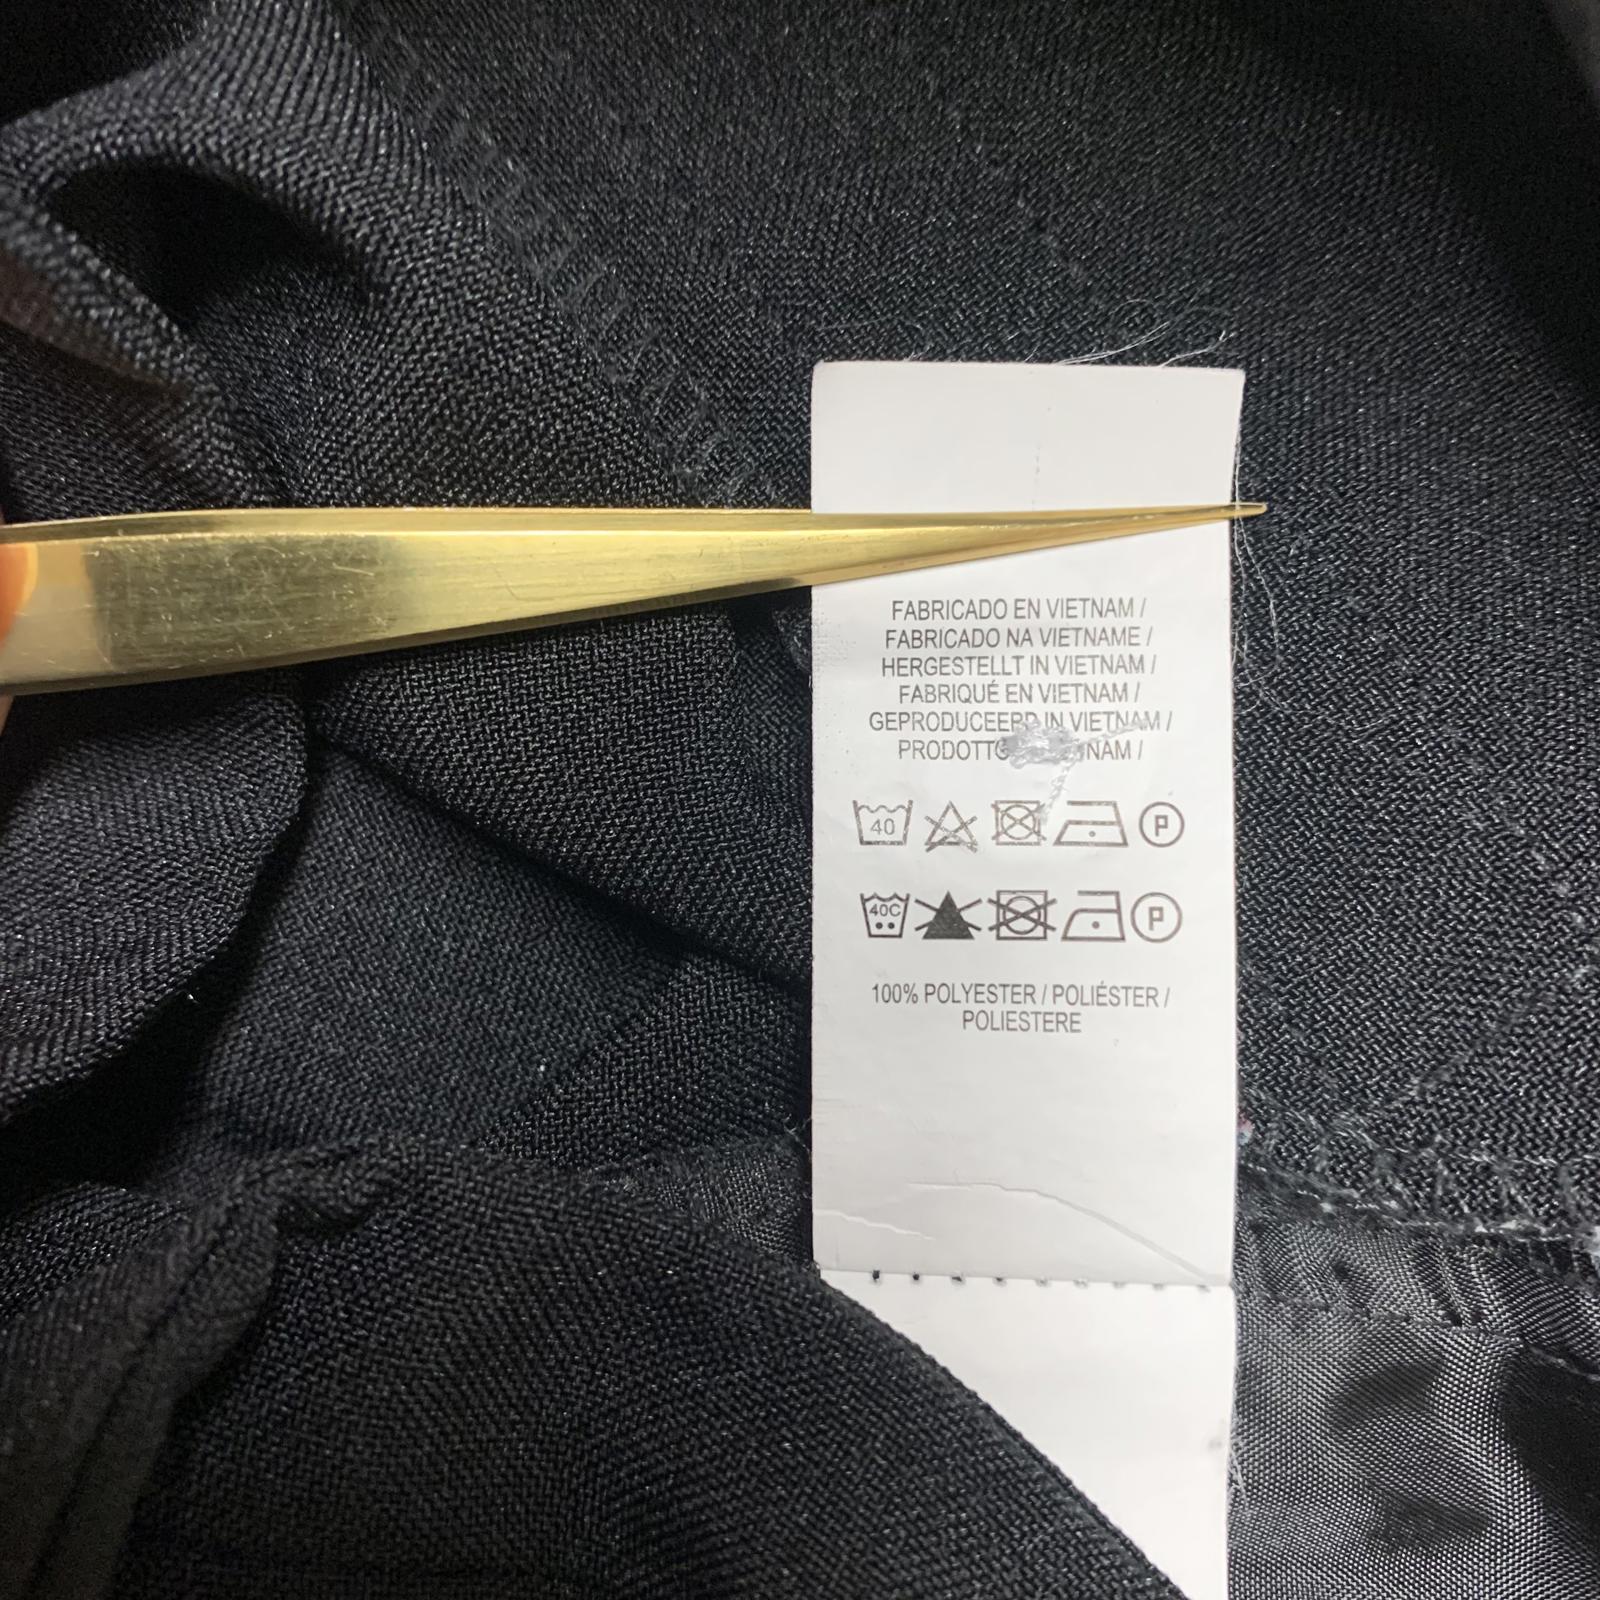 FABRICADO EN VIETNAM /
FABRICADO NA VIETNAME /
HERGESTELLT IN VIETNAM /
FABRIQUÉ EN VIETNAM /
GEPRODUCEERD IN VIETNAM /
PRODOTTO
40
P
40C
P
100% POLYESTER / POLIÉSTER /
POLIESTERE